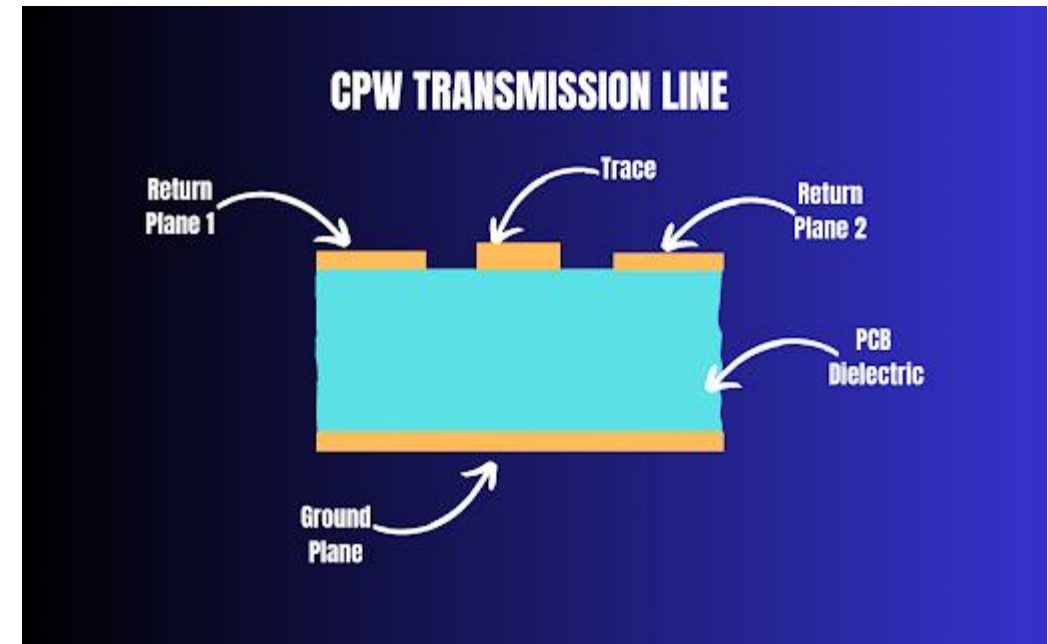 CPW TRANSMISSION LINE
Trace
Return
Plane 1
Return
Plane 2
PCB
Dielectric
Ground
Plane